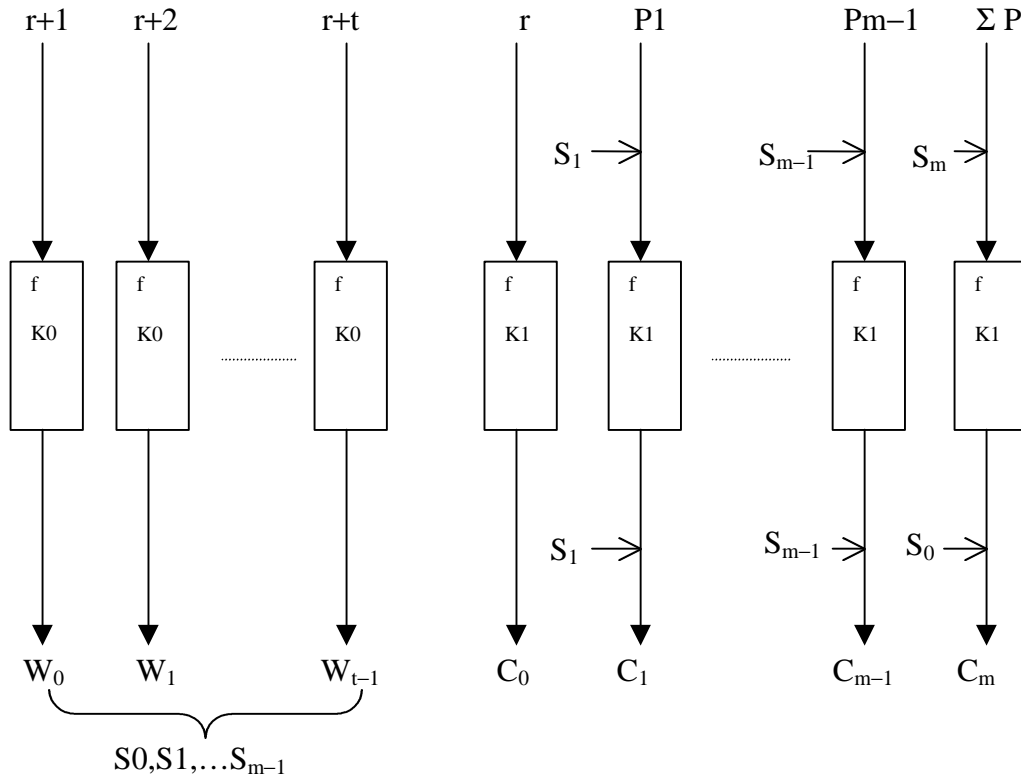 r+1 r+2 r+t r P1 Pm−1 Σ P
S₁ Sₘ₋₁ Sₘ
f f f f f f f
K0 K0 K0 K1 K1 K1 K1
.................... ....................
S₁ Sₘ₋₁ S₀
W₀ W₁ Wₜ₋₁ C₀ C₁ Cₘ₋₁ Cₘ
S0,S1,…Sₘ₋₁